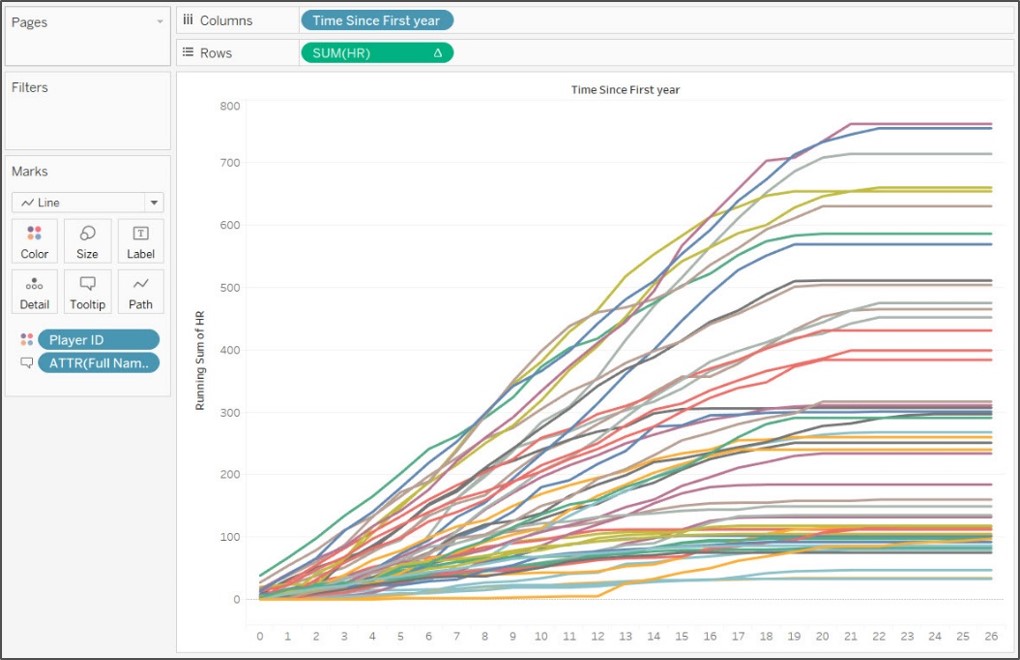 Pages
Columns
Time Since First year
Rows
SUM(HR) Δ
Filters
Marks
Line
Color
Size
Label
Detail
Tooltip
Path
Player ID
ATTR(Full Nam..
Time Since First year
Running Sum of HR
800
700
600
500
400
300
200
100
0
0 1 2 3 4 5 6 7 8 9 10 11 12 13 14 15 16 17 18 19 20 21 22 23 24 25 26